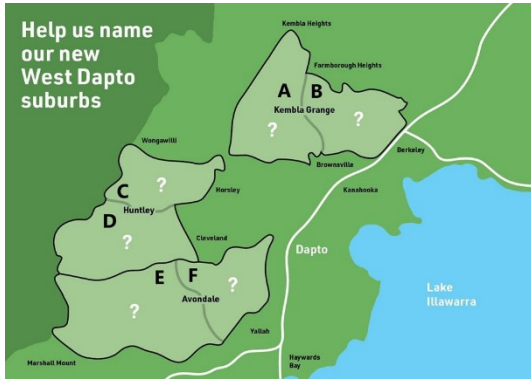 Help us name
our new
West Dapto
suburbs
Kembla Heights
Farmborough Heights
A
B
Kembla Grange
?
?
Wongawilli
Brownsville
Berkeley
Kanahooka
C
?
Horsley
Huntley
D
?
Cleveland
Dapto
E
F
?
Avondale
?
Lake
Illawarra
Yallah
Marshall Mount
Haywards
Bay